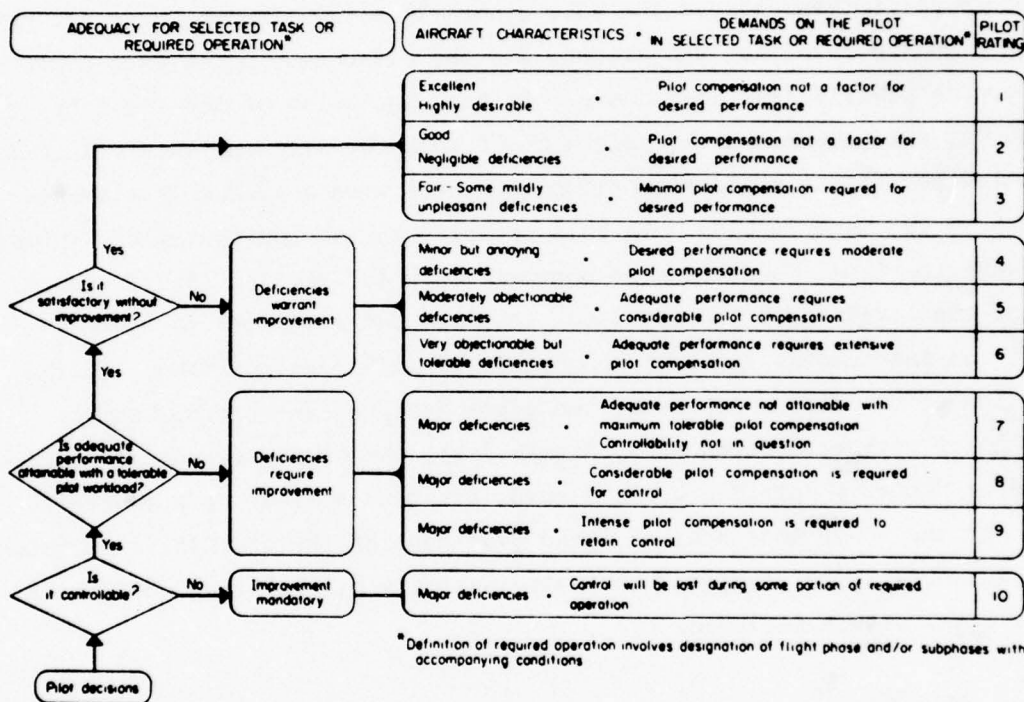 ADEQUACY FOR SELECTED TASK OR
REQUIRED OPERATION*
AIRCRAFT CHARACTERISTICS •
DEMANDS ON THE PILOT
IN SELECTED TASK OR REQUIRED OPERATION*
PILOT
RATING
Excellent
Highly desirable
• Pilot compensation not a factor for
desired performance
1
Good
Negligible deficiencies
• Pilot compensation not a factor for
desired performance
2
Fair - Some mildly
unpleasant deficiencies
• Minimal pilot compensation required for
desired performance
3
Yes
Is it
satisfactory without
improvement?
No
Deficiencies
warrant
improvement
Minor but annoying
deficiencies
• Desired performance requires moderate
pilot compensation
4
Moderately objectionable
deficiencies
• Adequate performance requires
considerable pilot compensation
5
Very objectionable but
tolerable deficiencies
• Adequate performance requires extensive
pilot compensation
6
Yes
Is adequate
performance
attainable with a tolerable
pilot workload?
No
Deficiencies
require
improvement
Major deficiencies
• Adequate performance not attainable with
maximum tolerable pilot compensation
Controllability not in question
7
Major deficiencies
• Considerable pilot compensation is required
for control
8
Major deficiencies
• Intense pilot compensation is required to
retain control
9
Yes
Is
it controllable?
No
Improvement
mandatory
Major deficiencies
• Control will be lost during some portion of required
operation
10
*Definition of required operation involves designation of flight phase and/or subphases with
accompanying conditions
Pilot decisions